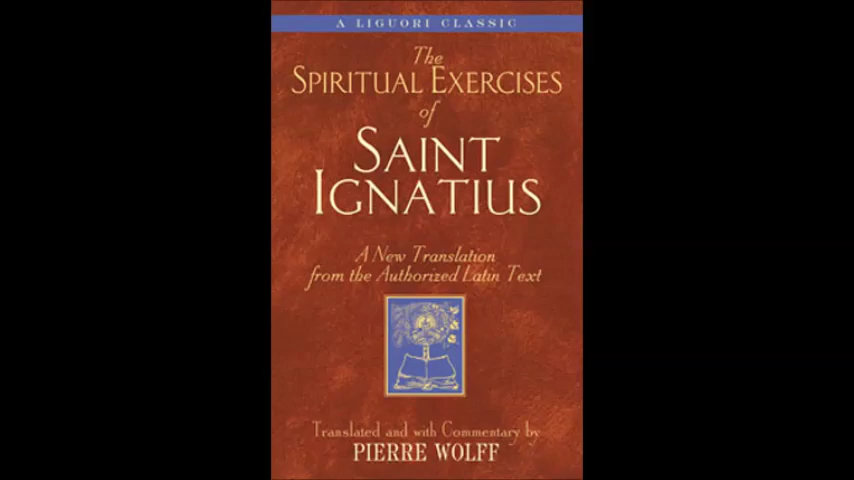 A LIGUORI CLASSIC
The
SPIRITUAL EXERCISES
of
SAINT
IGNATIUS
A New Translation
from the Authorized Latin Text
Translated and with Commentary by
PIERRE WOLFF